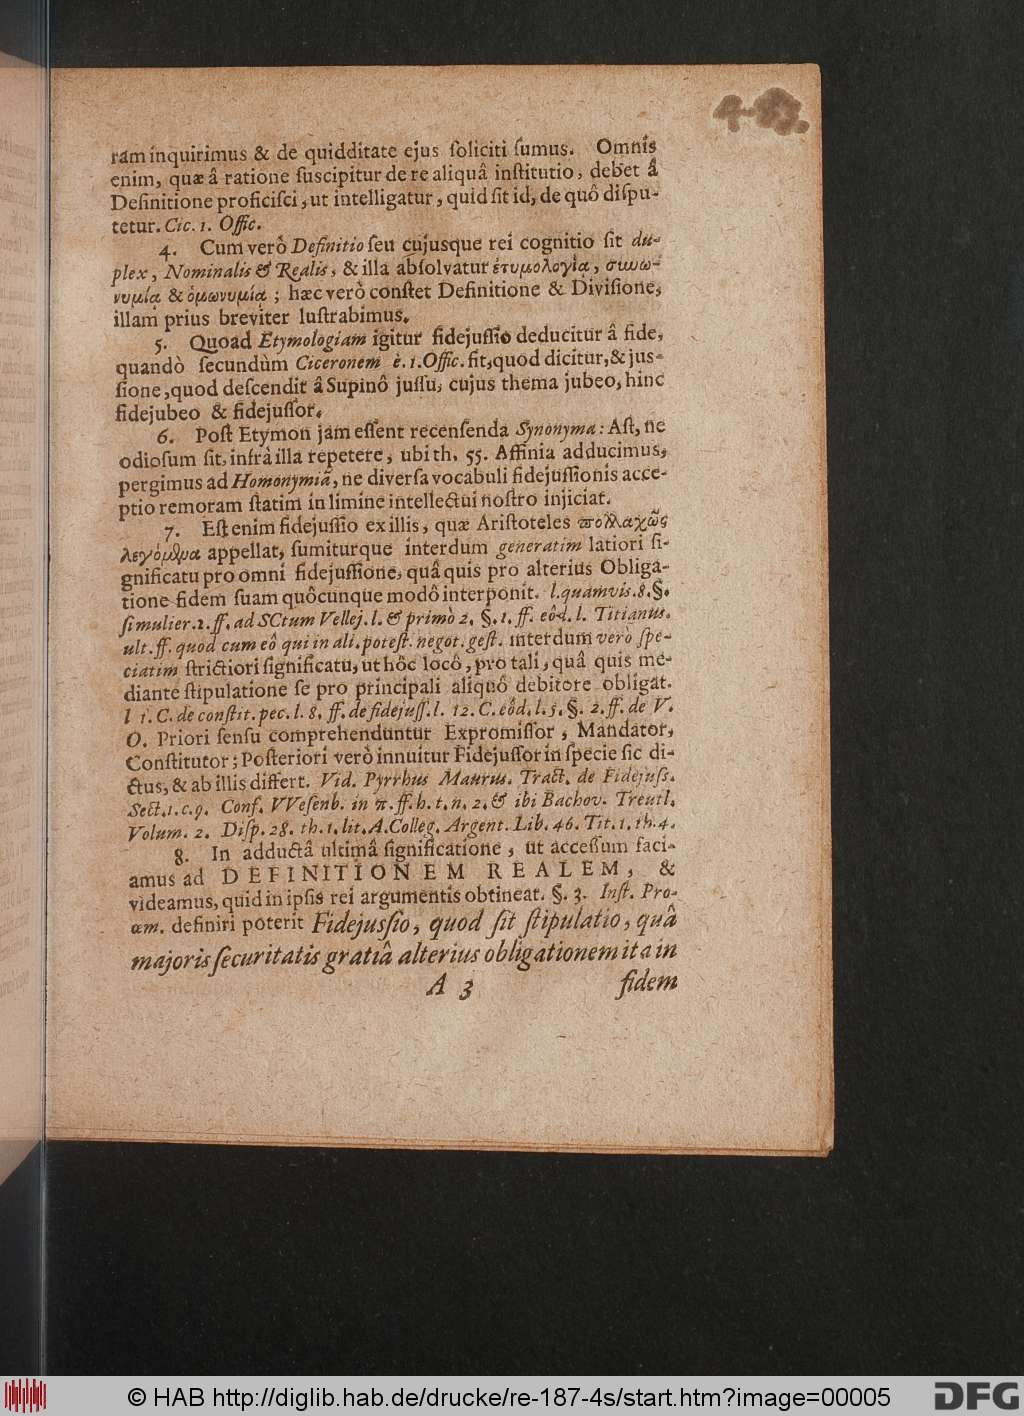 4-83.
ram inquirimus & de quidditate ejus ſoliciti ſumus. Omnis
enim, quæ â ratione ſuscipitur de re aliquâ inſtitutio, debet â
Definitione proficiſci, ut intelligatur, quid ſit id, de quô diſpu-
tetur. Cic. 1. Offic.
4. Cum verò Definitio ſeu cujusque rei cognitio ſit du-
plex, Nominalis & Realis, & illa abſolvatur ἐτυμολογίᾳ, συνω-
νυμίᾳ & ὁμωνυμίᾳ; hæc verò conſtet Definitione & Diviſione,
illam prius breviter luſtrabimus.
5. Quoad Etymologiam igitur fidejuſſio deducitur â fide,
quandò ſecundùm Ciceronem è. 1. Offic. fit, quod dicitur, & jus-
ſione, quod deſcendit â Supinô juſſu, cujus thema jubeo, hinc
fidejubeo & fidejuſſor.
6. Poſt Etymon jàm eſſent recenſenda Synonyma: Aſt, ne
odioſum ſit, infrà illa repetere, ubi th. 55. Affinia adducimus,
pergimus ad Homonymiã, ne diverſa vocabuli fidejuſſionis acce-
ptio remoram ſtatim in limine intellectui noſtro injiciat.
7. Eſt enim fidejuſſio ex illis, quæ Ariſtoteles πολλαχῶς
λεγόμενα appellat, ſumiturque interdum generatim latiori ſi-
gnificatu pro omni fidejuſſione, quâ quis pro alterius Obliga-
tione fidem ſuam quôcunque modô interponit. l. quamvis. 8. §.
ſi mulier. 1. ff. ad SCtum Vellej. l. & primò 2. §. 1. ff. eôd. l. Titianus.
ult. ff. quod cum eô qui in ali. poteſt. negot. geſt. interdum verò ſpe-
ciatim ſtrictiori ſignificatu, ut hôc locô, pro tali, quâ quis me-
diante ſtipulatione ſe pro principali aliquô debitore obligat.
l 1. C. de conſtit. pec. l. 8. ff. de fidejuſſ. l. 12. C. eôd. l. 5. §. 2. ff. de V.
O. Priori ſenſu comprehenduntur Expromiſſor, Mandator,
Conſtitutor; Poſteriori verò innuitur Fidejuſſor in ſpecie ſic di-
ctus, & ab illis differt. Vid. Pyrrhus Maurus. Tract. de Fidejuſs.
Sect. 1. c. 9. Conf. VVeſenb. in π. ff. h. t. n. 2. & ibi Bachov. Treutl.
Volum. 2. Diſp. 28. th. 1. lit. A. Colleg. Argent. Lib. 46. Tit. 1. th. 4.
8. In adductâ ultimâ ſignificatione, ut acceſſum faci-
amus ad DEFINITIONEM REALEM, &
videamus, quid in ipſis rei argumentis obtineat. §. 3. Inſt. Pro-
œm. definiri poterit Fidejusſio, quod ſit ſtipulatio, quâ
majoris ſecuritatis gratiâ alterius obligationem ita in
A 3 fidem
© HAB http://diglib.hab.de/drucke/re-187-4s/start.htm?image=00005
DFG